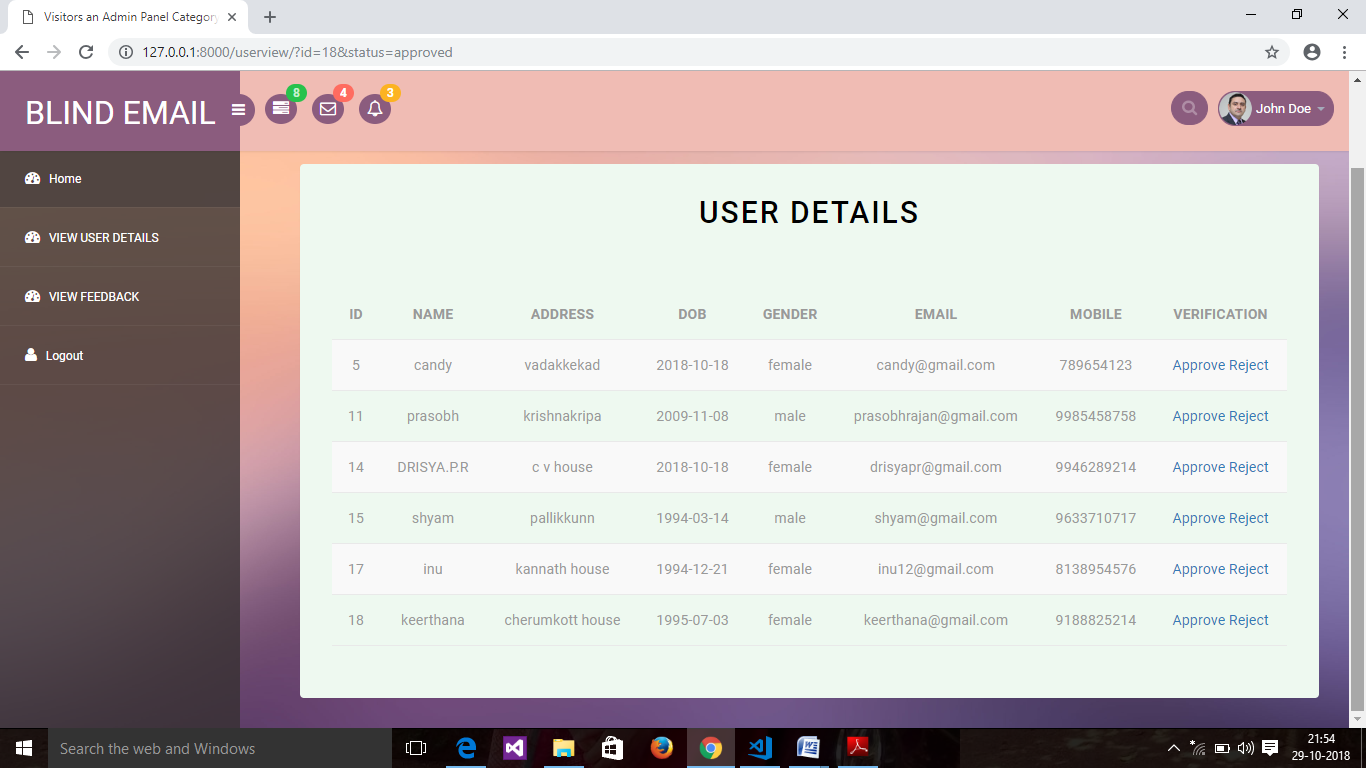 Visitors an Admin Panel Category
127.0.0.1:8000/userview/?id=18&status=approved
BLIND EMAIL
8
4
3
John Doe
Home
VIEW USER DETAILS
VIEW FEEDBACK
Logout
USER DETAILS
ID NAME ADDRESS DOB GENDER EMAIL MOBILE VERIFICATION
5 candy vadakkekad 2018-10-18 female candy@gmail.com 789654123 Approve Reject
11 prasobh krishnakripa 2009-11-08 male prasobhrajan@gmail.com 9985458758 Approve Reject
14 DRISYA.P.R c v house 2018-10-18 female drisyapr@gmail.com 9946289214 Approve Reject
15 shyam pallikkunn 1994-03-14 male shyam@gmail.com 9633710717 Approve Reject
17 inu kannath house 1994-12-21 female inu12@gmail.com 8138954576 Approve Reject
18 keerthana cherumkott house 1995-07-03 female keerthana@gmail.com 9188825214 Approve Reject
Search the web and Windows
21:54
29-10-2018